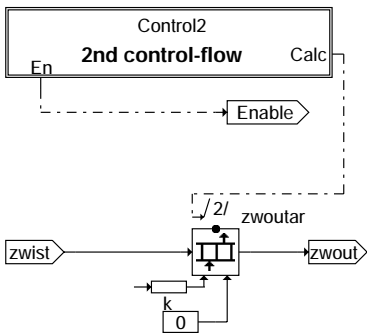 Control2
2nd control-flow
Calc
En
Enable
/2/
zwoutar
zwist
zwout
k
0